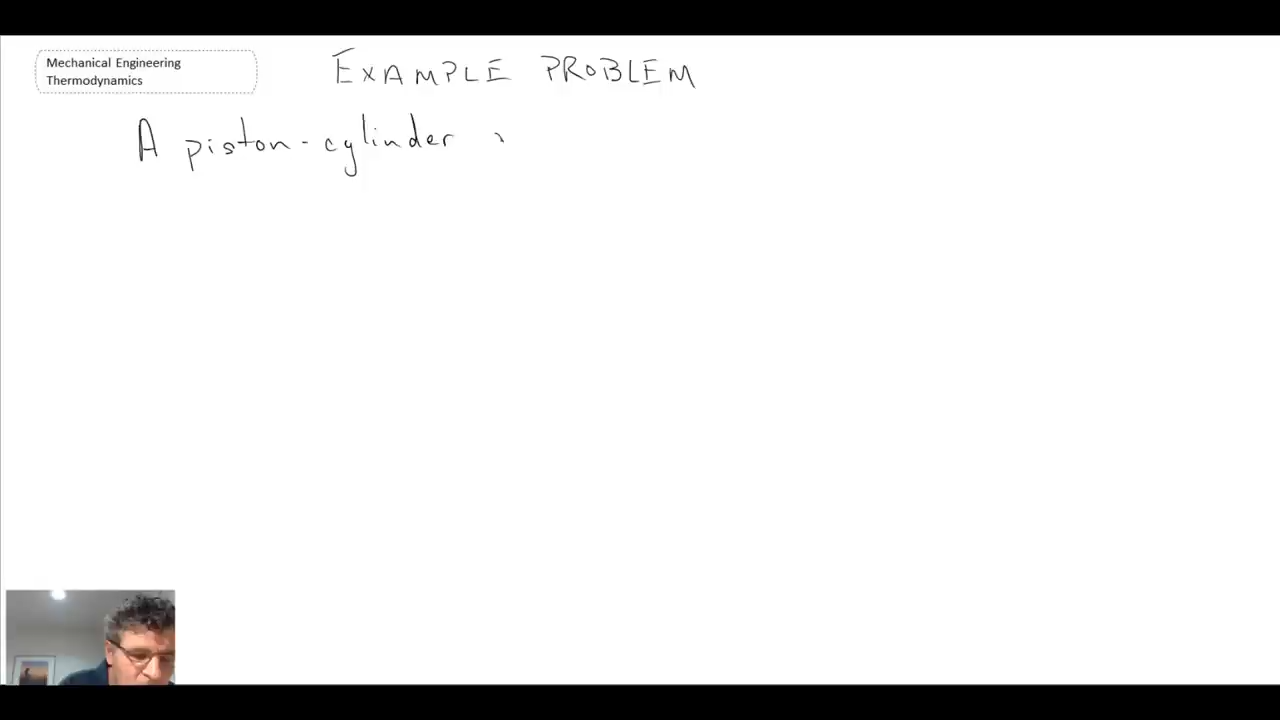 Mechanical Engineering
Thermodynamics
EXAMPLE PROBLEM
A piston-cylinder